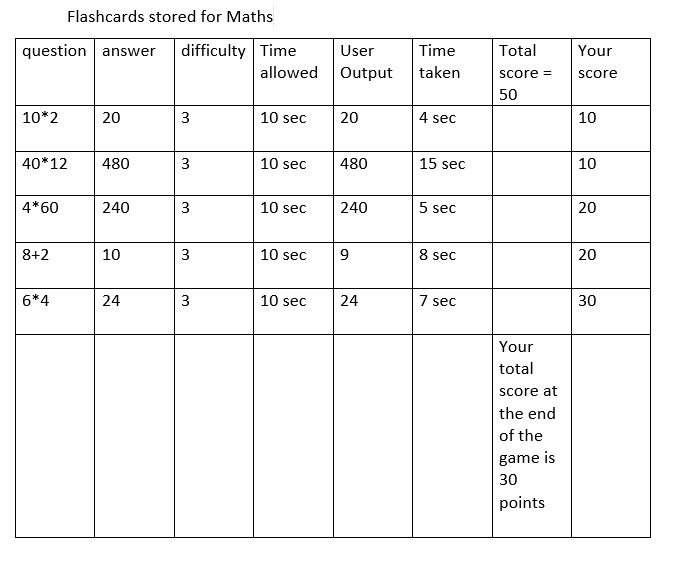 Flashcards stored for Maths
question answer difficulty Time allowed User Output Time taken Total score = 50 Your score
10*2 20 3 10 sec 20 4 sec 10
40*12 480 3 10 sec 480 15 sec 10
4*60 240 3 10 sec 240 5 sec 20
8+2 10 3 10 sec 9 8 sec 20
6*4 24 3 10 sec 24 7 sec 30
Your
total
score at
the end
of the
game is
30
points